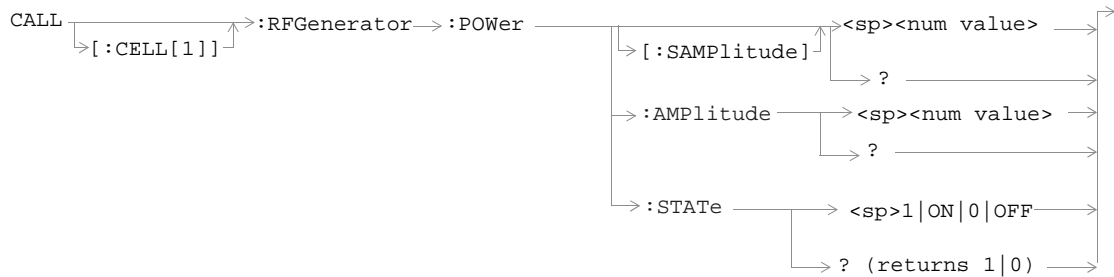 CALL [:CELL[1]] :RFGenerator :POWer [:SAMPlitude] <sp><num value>
?
:AMPlitude <sp><num value>
?
:STATe <sp>1|ON|0|OFF
? (returns 1|0)